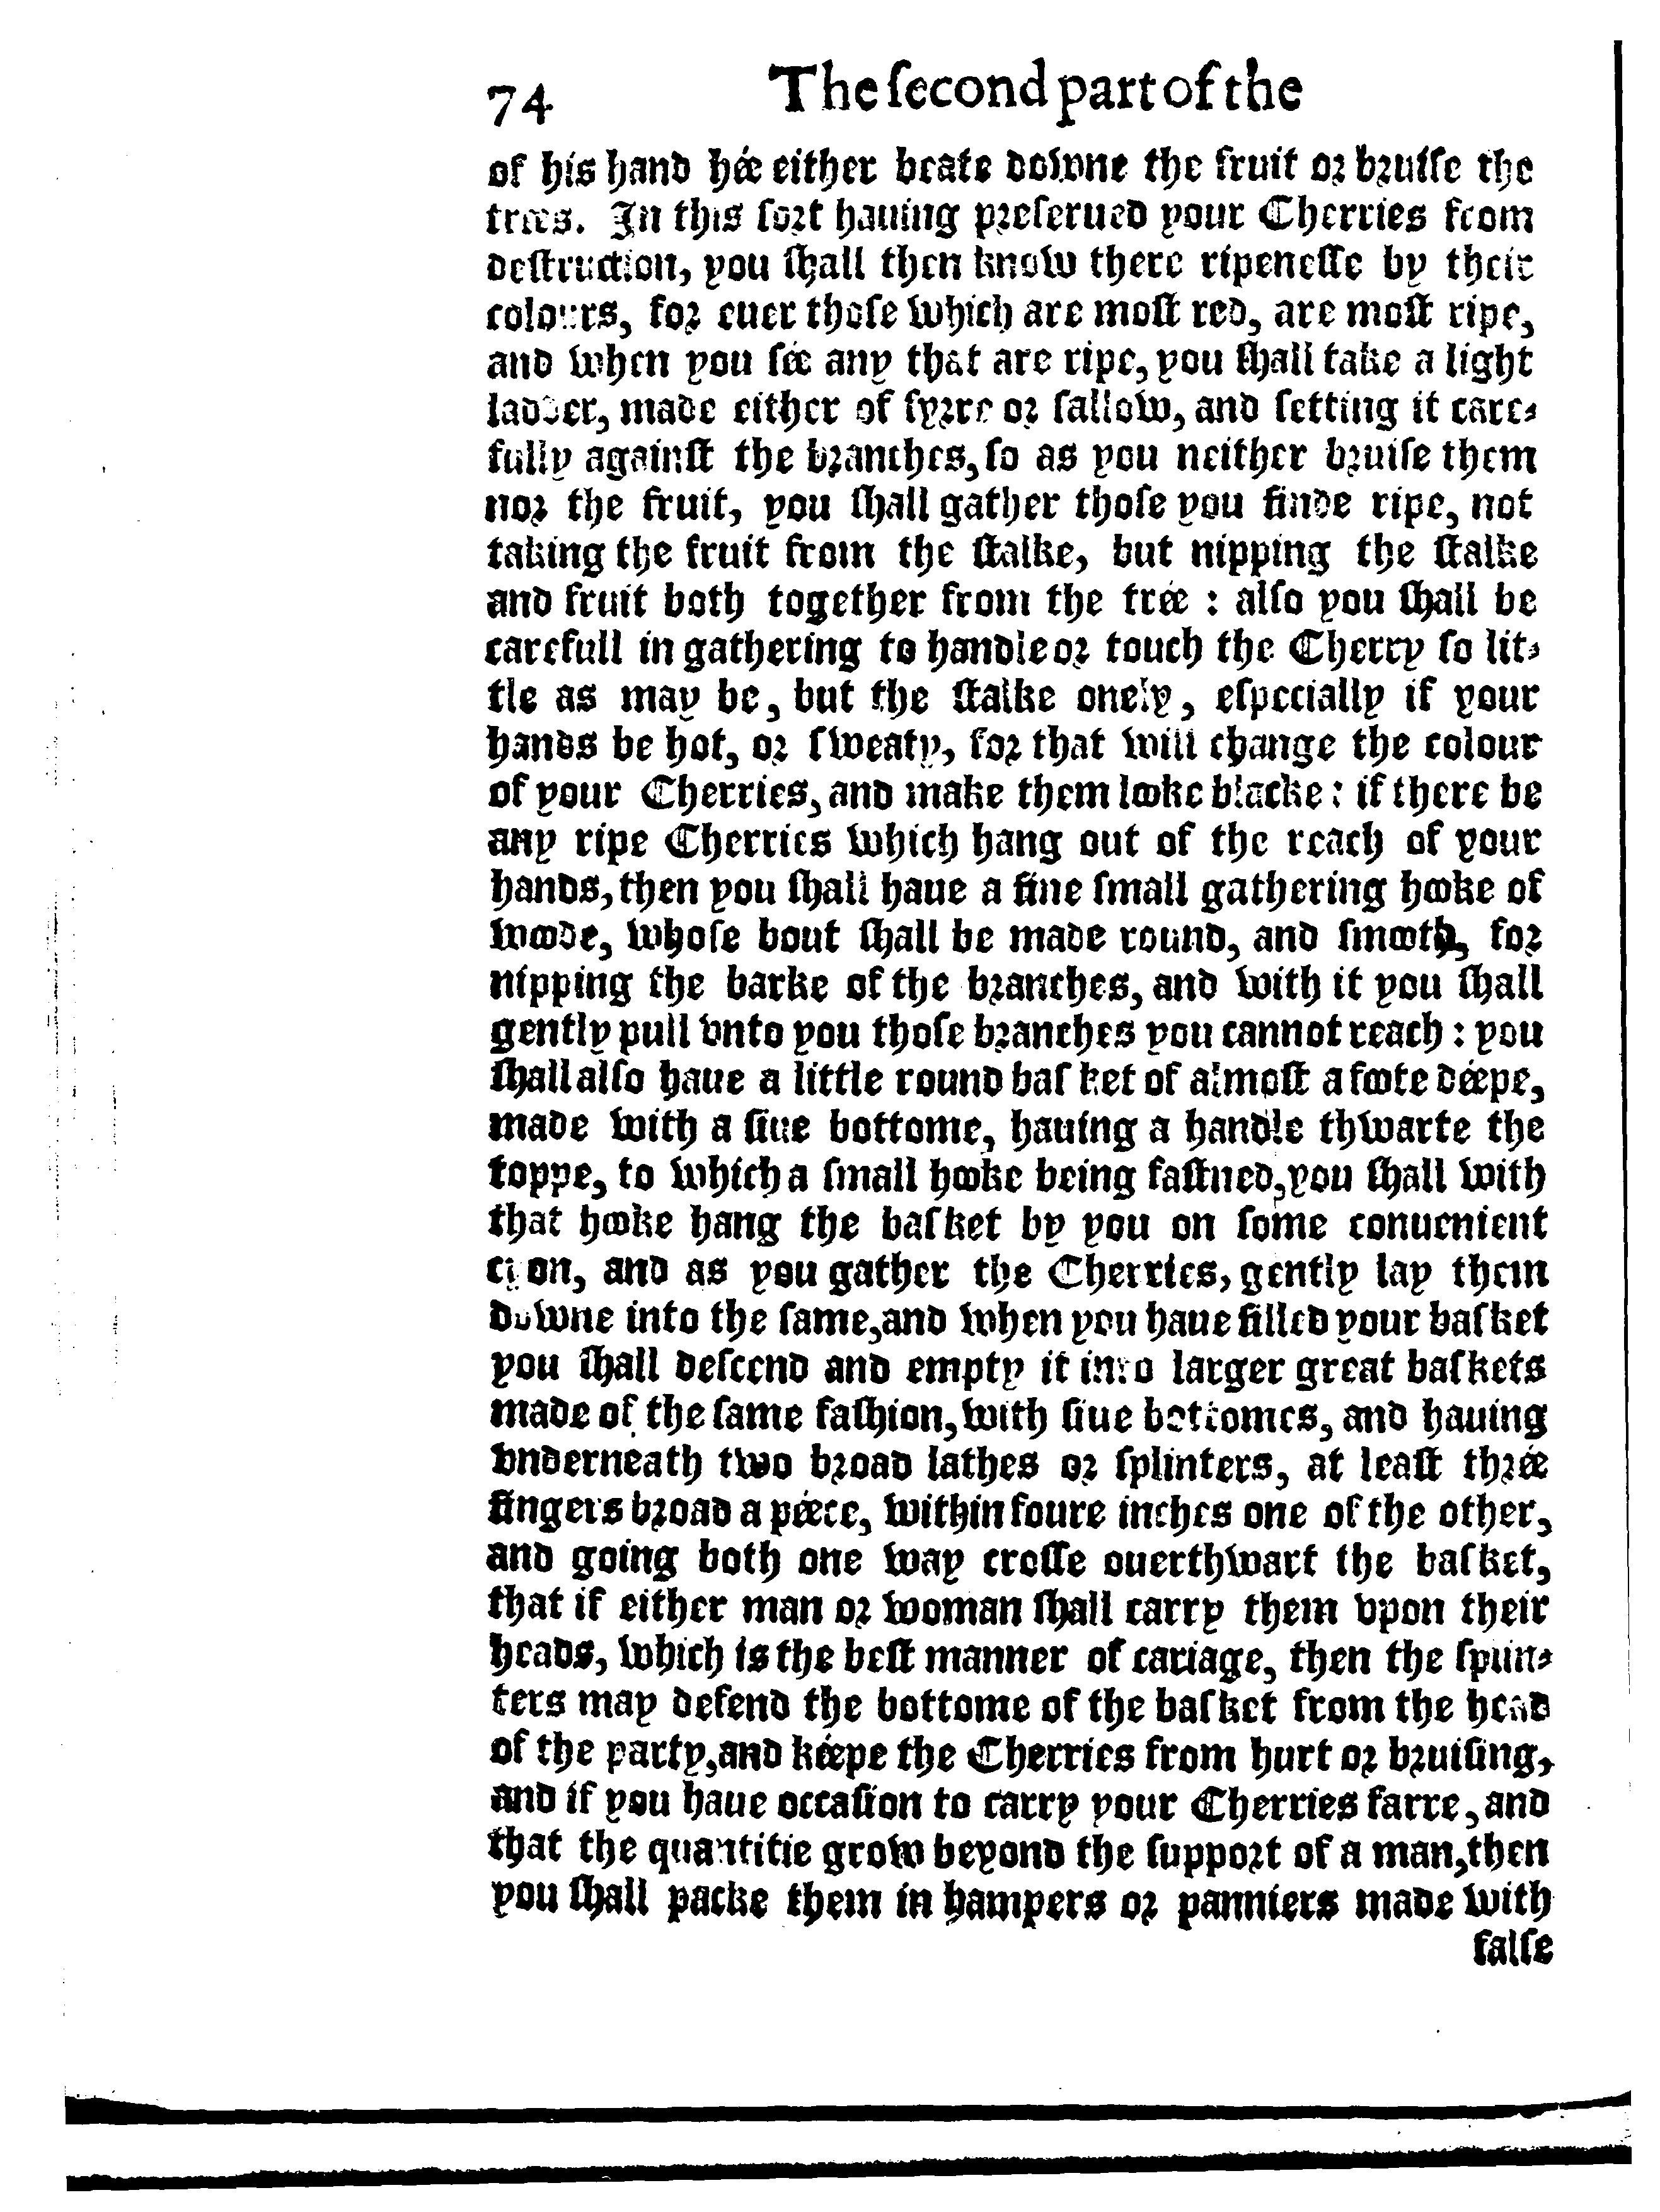 74 The ſecond part of the
of his hand hée either beate downe the fruit or bruiſe the
trées. In this ſort hauing preſerued your Cherries from
deſtruction, you ſhall then know there ripeneſſe by their
colours, for euer thoſe which are moſt red, are moſt ripe,
and when you ſée any that are ripe, you ſhall take a light
ladder, made either of fyrre or ſallow, and ſetting it care-
fully againſt the branches, ſo as you neither bruiſe them
nor the fruit, you ſhall gather thoſe you finde ripe, not
taking the fruit from the ſtalke, but nipping the ſtalke
and fruit both together from the trée : alſo you ſhall be
carefull in gathering to handle or touch the Cherry ſo lit-
tle as may be, but the ſtalke onely, eſpecially if your
hands be hot, or ſweaty, for that will change the colour
of your Cherries, and make them looke blacke : if there be
any ripe Cherries which hang out of the reach of your
hands, then you ſhall haue a fine ſmall gathering hooke of
woode, whoſe bout ſhall be made round, and ſmooth, for
nipping the barke of the branches, and with it you ſhall
gently pull vnto you thoſe branches you cannot reach : you
ſhall alſo haue a little round baſket of almoſt a foote déepe,
made with a ſiue bottome, hauing a handle thwarte the
toppe, to which a ſmall hooke being faſtned, you ſhall with
that hooke hang the baſket by you on ſome conuenient
cyon, and as you gather the Cherries, gently lay them
downe into the ſame, and when you haue filled your baſket
you ſhall deſcend and empty it into larger great baſkets
made of the ſame faſhion, with ſiue bottomes, and hauing
vnderneath two broad lathes or ſplinters, at leaſt thrée
fingers broad a péece, within foure inches one of the other,
and going both one way croſſe ouerthwart the baſket,
that if either man or woman ſhall carry them vpon their
heads, which is the beſt manner of cariage, then the ſplin-
ters may defend the bottome of the baſket from the head
of the party, and kéepe the Cherries from hurt or bruiſing,
and if you haue occaſion to carry your Cherries farre, and
that the quantitie grow beyond the ſupport of a man, then
you ſhall packe them in hampers or panniers made with
falſe